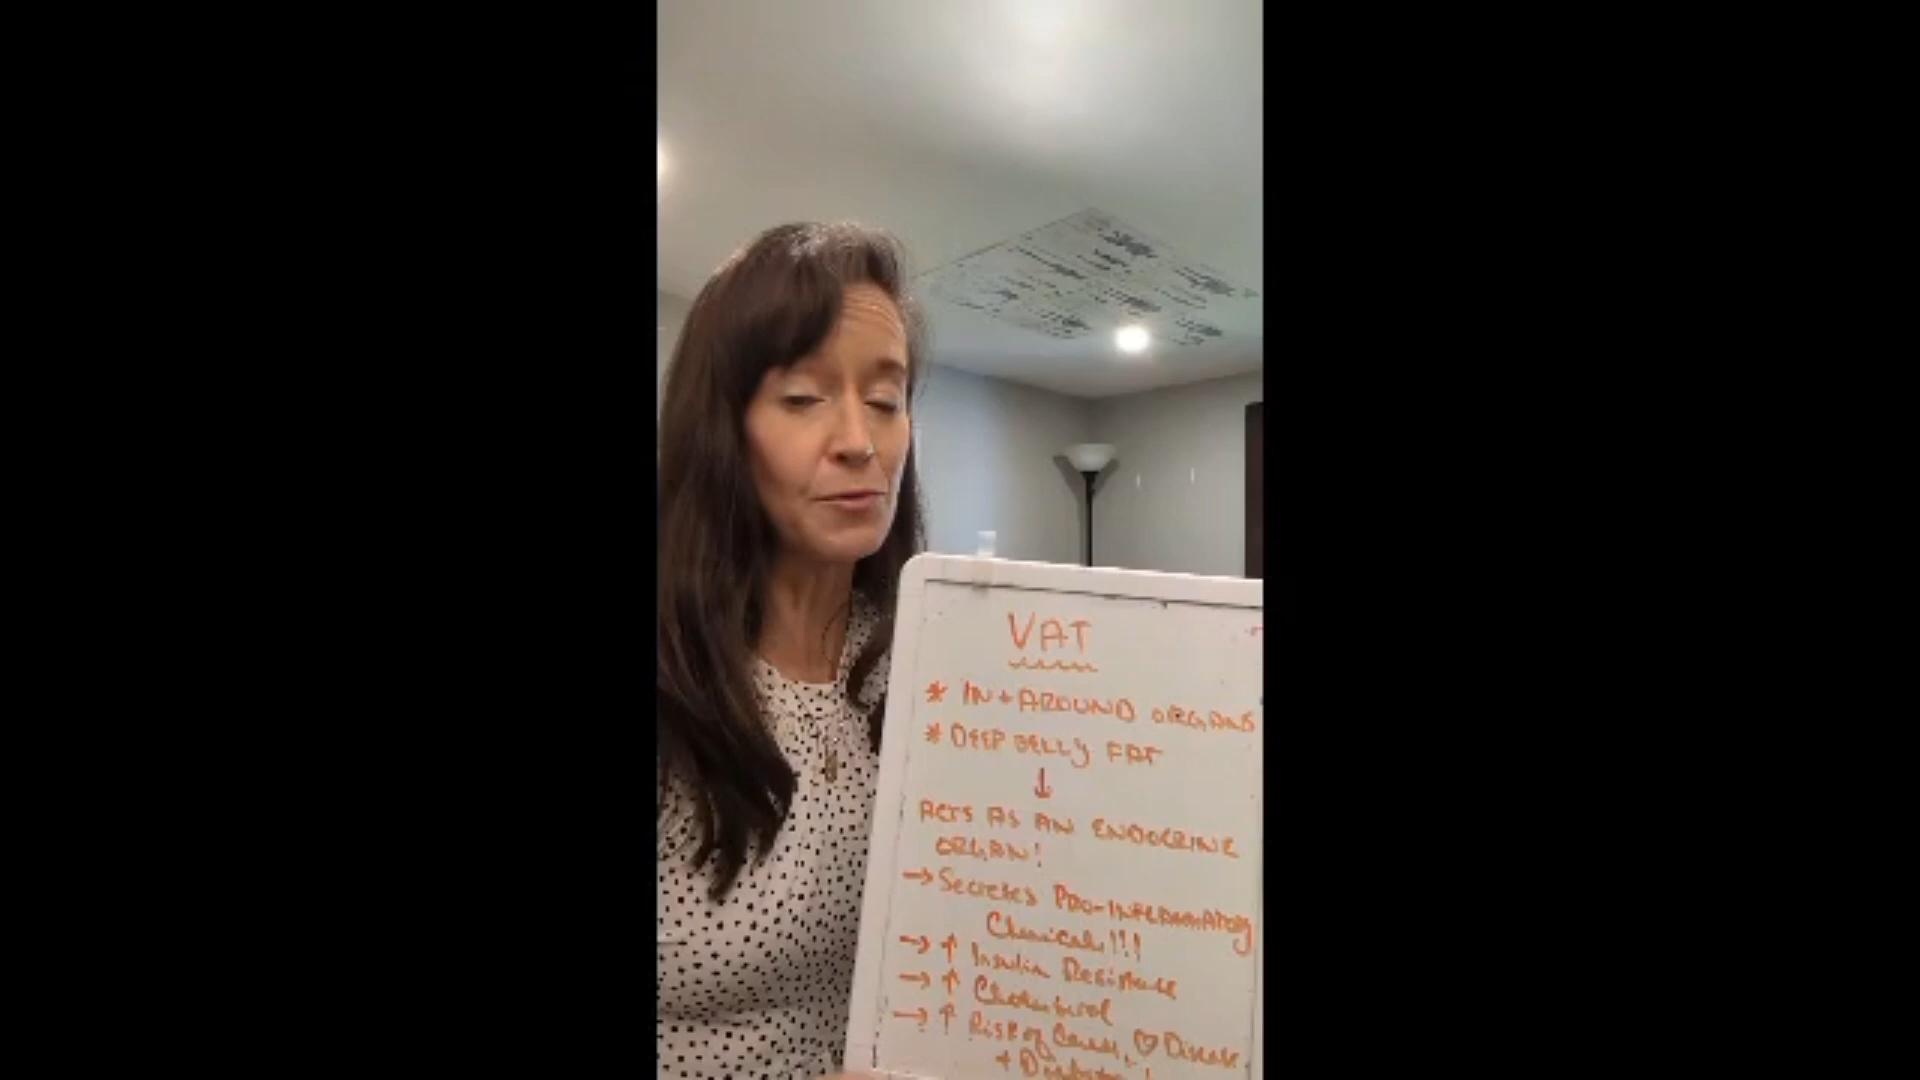 VAT
* IN + AROUND ORGANS
* DEEP BELLY FAT
↓
ACTS AS AN ENDOCRINE
ORGAN!
→ Secretes PRO-INFLAMMATORY
Chemicals!!!
→ ↑ Insulin Resistance
→ ↑ Cholesterol
→ ↑ Risk of Cancer, ♡ Disease
+ Diabetes!